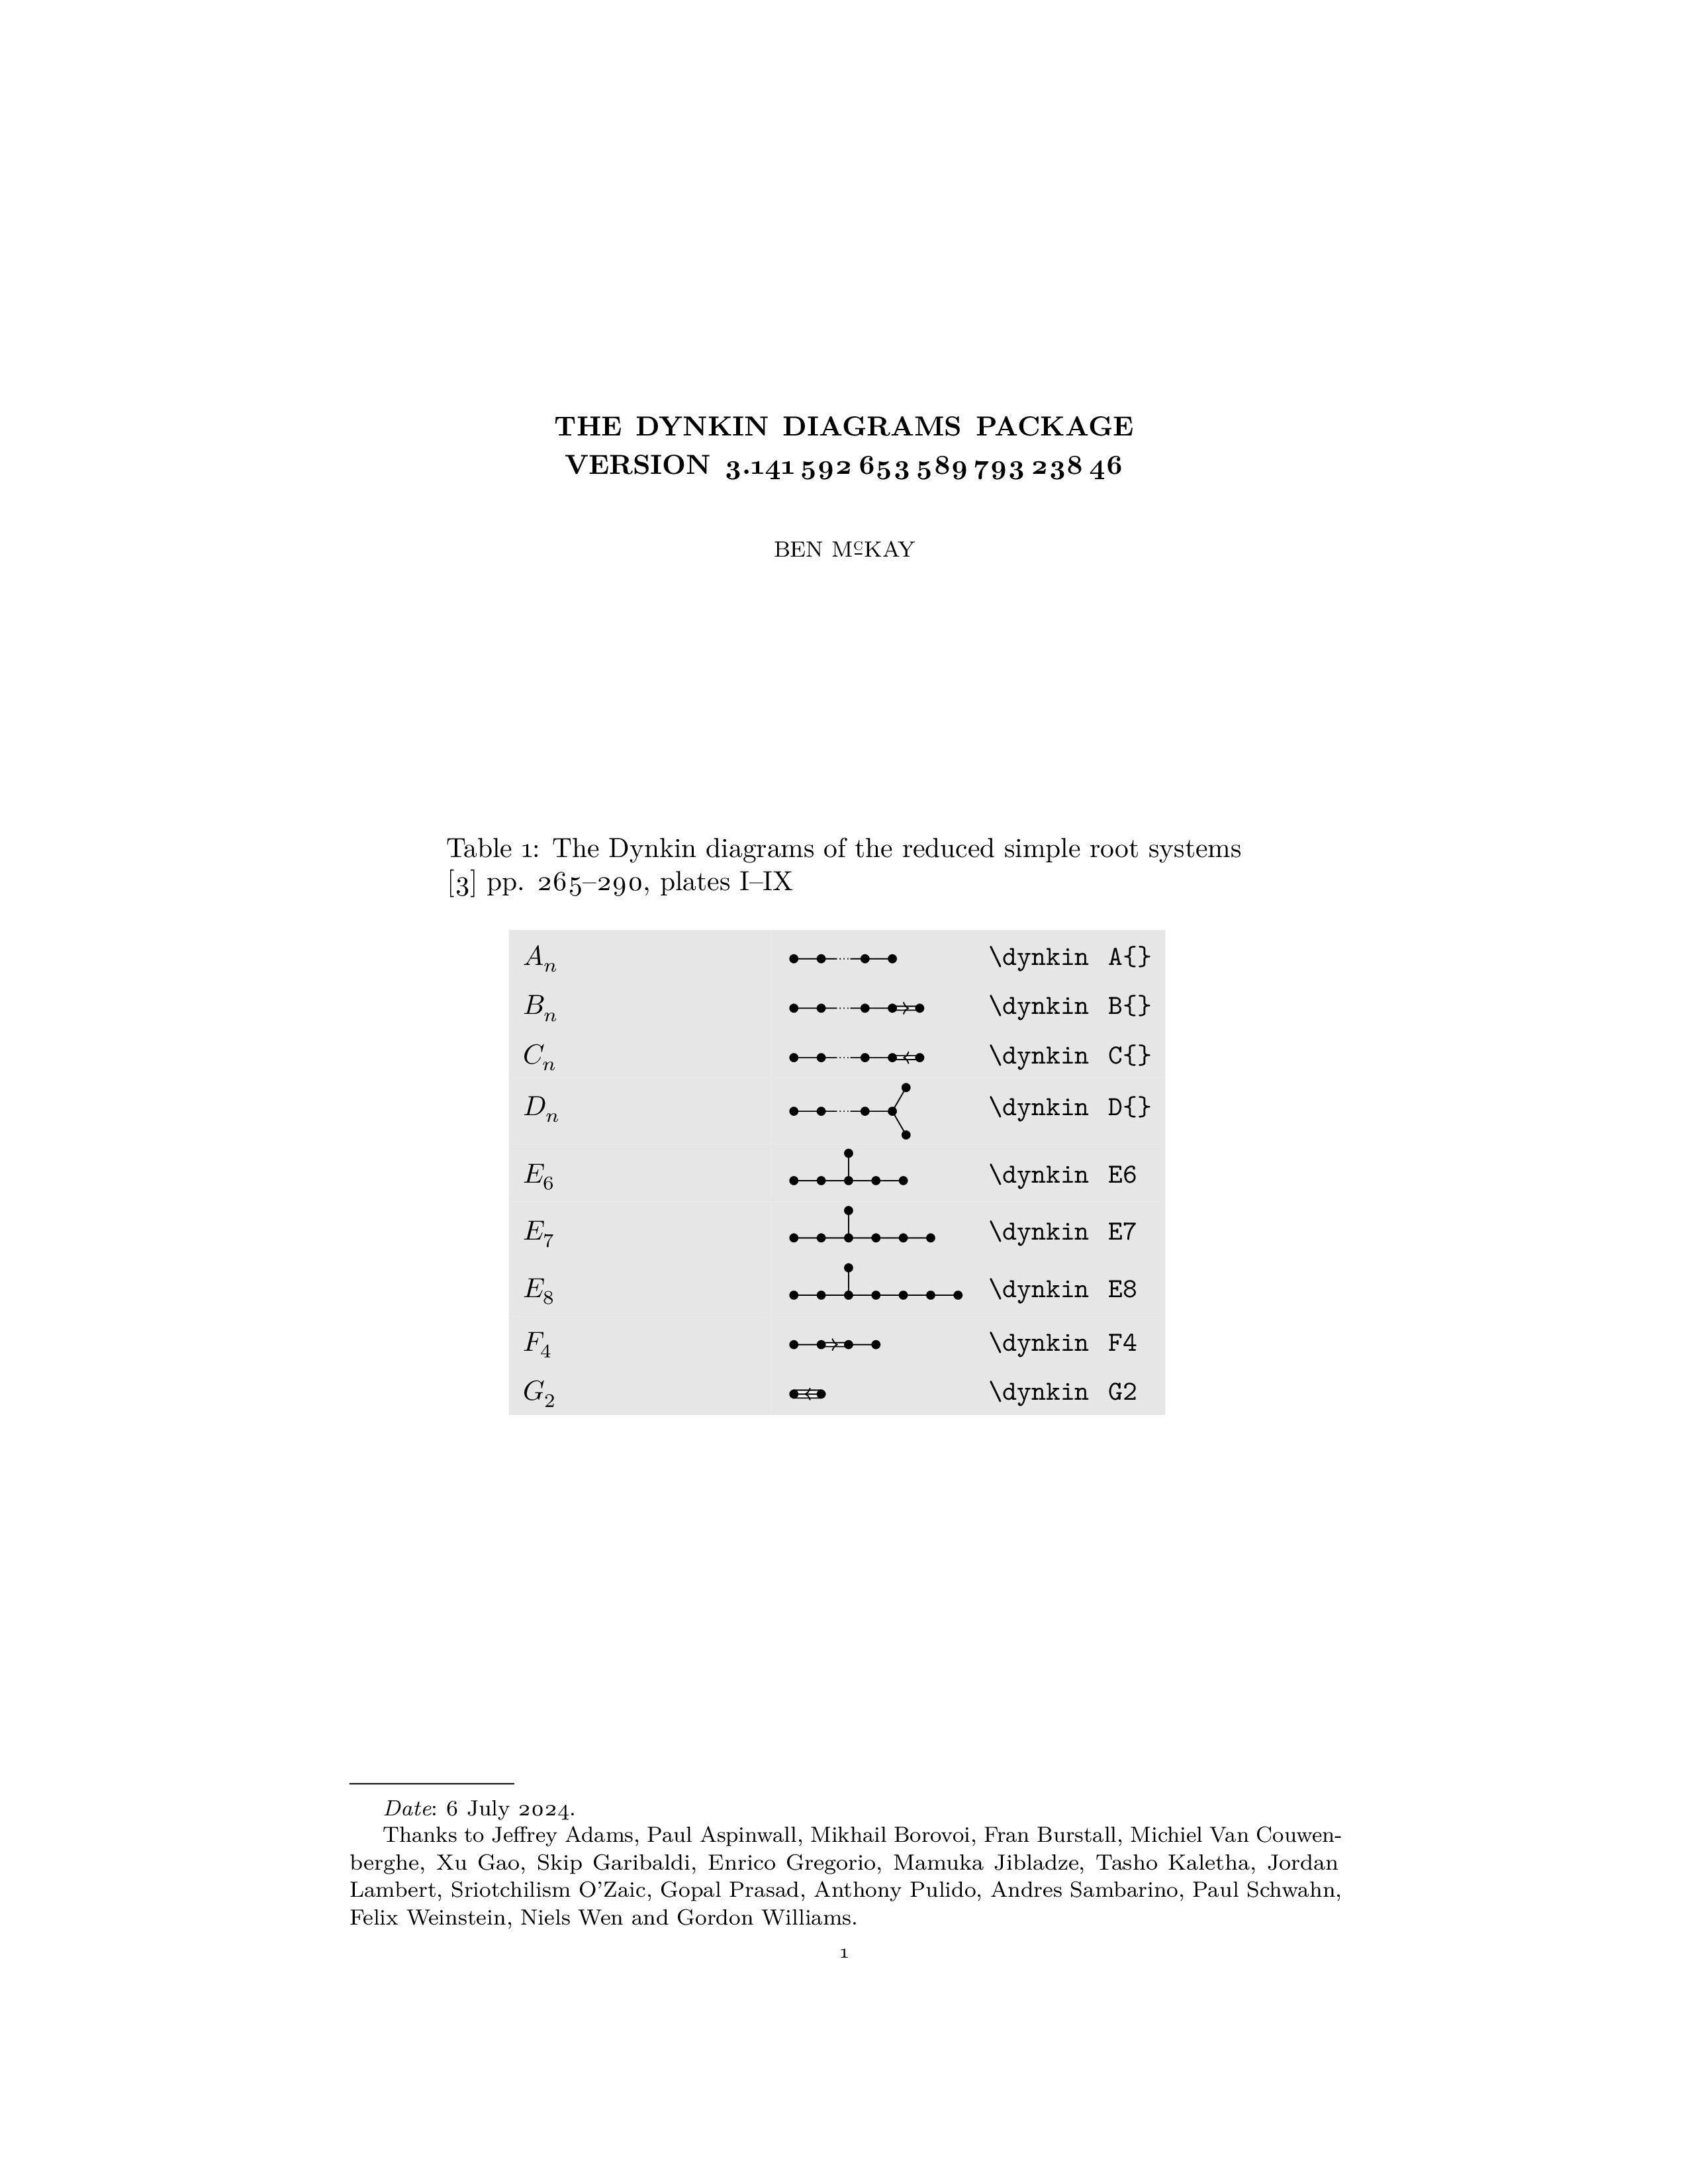 THE DYNKIN DIAGRAMS PACKAGE
VERSION 3.141 592 653 589 793 238 46
BEN McKAY
Table 1: The Dynkin diagrams of the reduced simple root systems
[3] pp. 265–290, plates I–IX
A_n \dynkin A{}
B_n \dynkin B{}
C_n \dynkin C{}
D_n \dynkin D{}
E_6 \dynkin E6
E_7 \dynkin E7
E_8 \dynkin E8
F_4 \dynkin F4
G_2 \dynkin G2
Date: 6 July 2024.
Thanks to Jeffrey Adams, Paul Aspinwall, Mikhail Borovoi, Fran Burstall, Michiel Van Couwen-
berghe, Xu Gao, Skip Garibaldi, Enrico Gregorio, Mamuka Jibladze, Tasho Kaletha, Jordan
Lambert, Sriotchilism O'Zaic, Gopal Prasad, Anthony Pulido, Andres Sambarino, Paul Schwahn,
Felix Weinstein, Niels Wen and Gordon Williams.
1